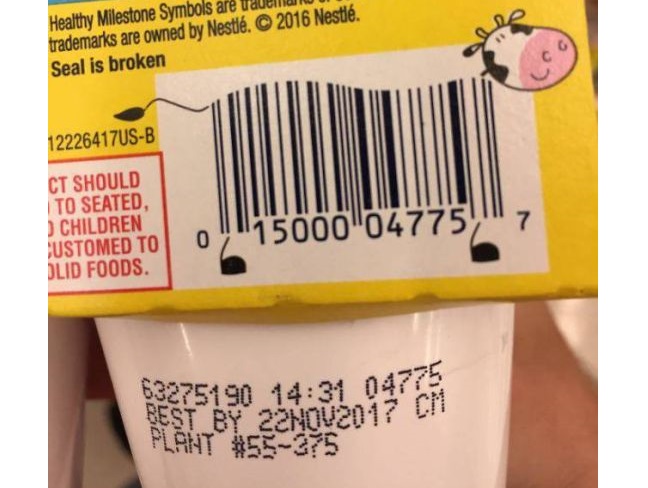 Healthy Milestone Symbols are
trademarks are owned by Nestlé. © 2016 Nestlé.
Seal is broken
12226417US-B
CT SHOULD
TO SEATED,
CHILDREN
CUSTOMED TO
OLID FOODS.
0 15000 04775 7
63275190 14:31 04775
BEST BY 22NOV2017 CM
PLANT #55-375